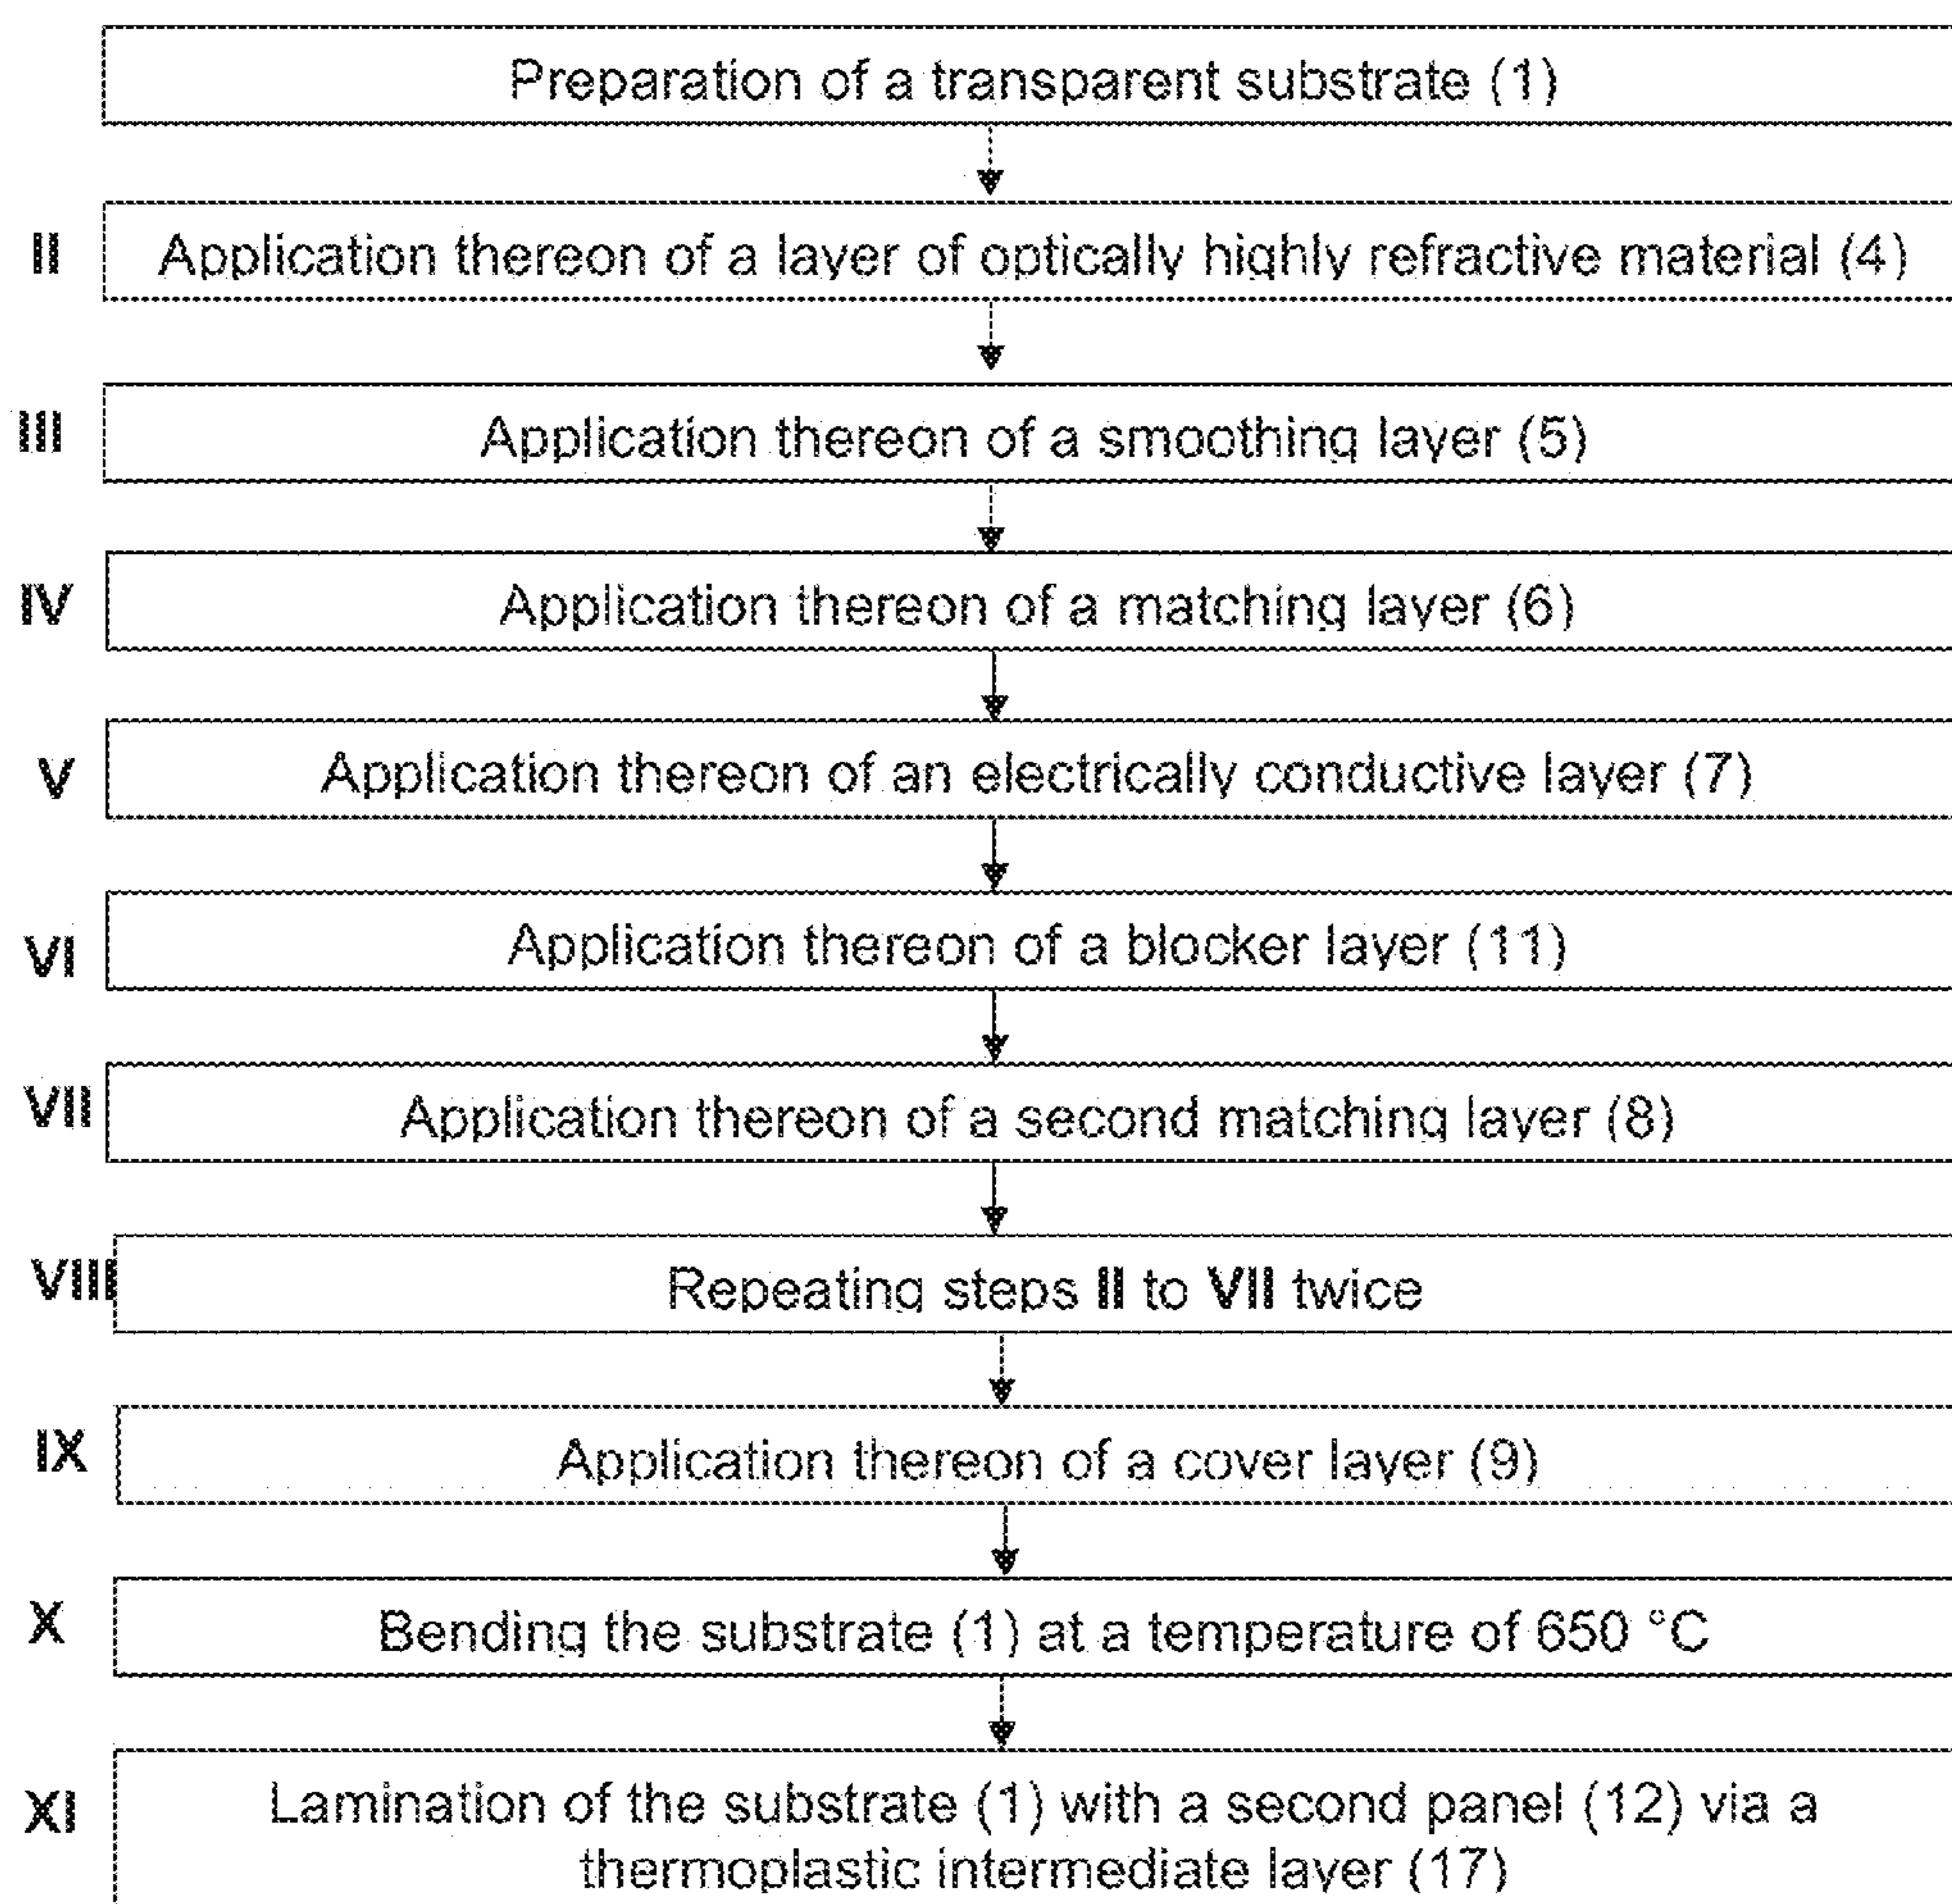 Preparation of a transparent substrate (1)
II Application thereon of a layer of optically highly refractive material (4)
III Application thereon of a smoothing layer (5)
IV Application thereon of a matching layer (6)
V Application thereon of an electrically conductive layer (7)
VI Application thereon of a blocker layer (11)
VII Application thereon of a second matching layer (8)
VIII Repeating steps II to VII twice
IX Application thereon of a cover layer (9)
X Bending the substrate (1) at a temperature of 650 °C
XI Lamination of the substrate (1) with a second panel (12) via a
thermoplastic intermediate layer (17)